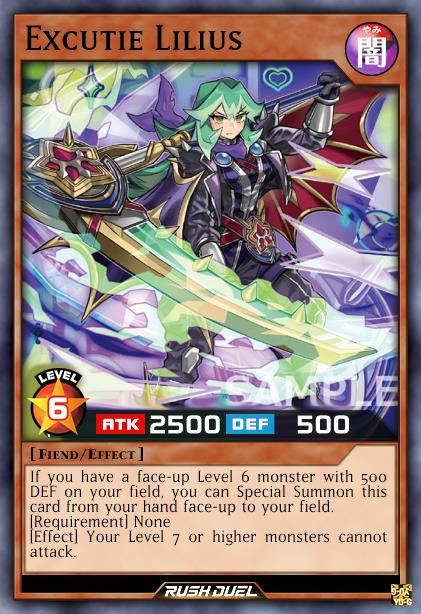 Excutie Lilius
やみ
闇
SAMPLE
LEVEL
6
ATK 2500 DEF 500
[Fiend/Effect]
If you have a face-up Level 6 monster with 500
DEF on your field, you can Special Summon this
card from your hand face-up to your field.
[Requirement] None
[Effect] Your Level 7 or higher monsters cannot
attack.
RUSH DUEL